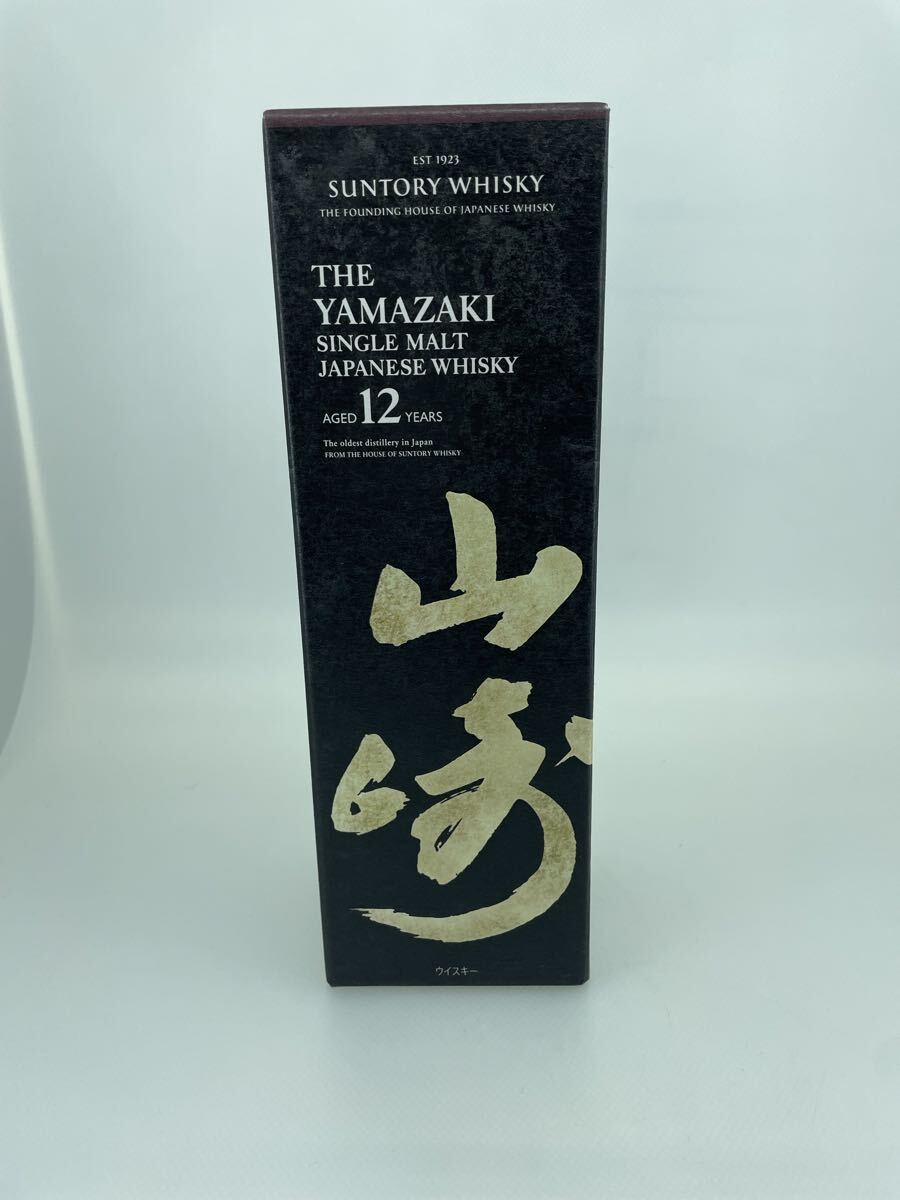 EST 1923
SUNTORY WHISKY
THE FOUNDING HOUSE OF JAPANESE WHISKY
THE
YAMAZAKI
SINGLE MALT
JAPANESE WHISKY
AGED 12 YEARS
The oldest distillery in Japan
FROM THE HOUSE OF SUNTORY WHISKY
山
崎
ウイスキー